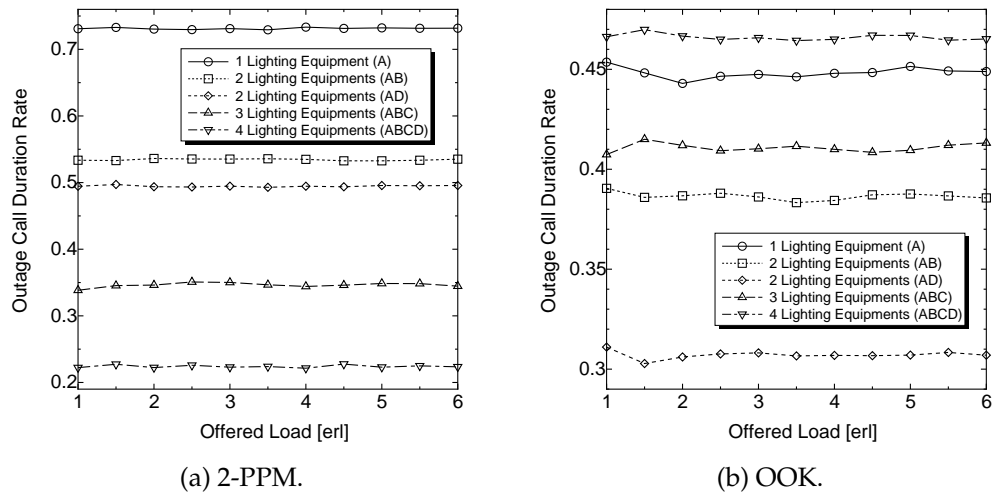 Outage Call Duration Rate
0.7
0.6
0.5
0.4
0.3
0.2
1 Lighting Equipment (A)
2 Lighting Equipments (AB)
2 Lighting Equipments (AD)
3 Lighting Equipments (ABC)
4 Lighting Equipments (ABCD)
1 2 3 4 5 6
Offered Load [erl]
(a) 2-PPM.
Outage Call Duration Rate
0.45
0.4
0.35
0.3
1 Lighting Equipment (A)
2 Lighting Equipments (AB)
2 Lighting Equipments (AD)
3 Lighting Equipments (ABC)
4 Lighting Equipments (ABCD)
1 2 3 4 5 6
Offered Load [erl]
(b) OOK.